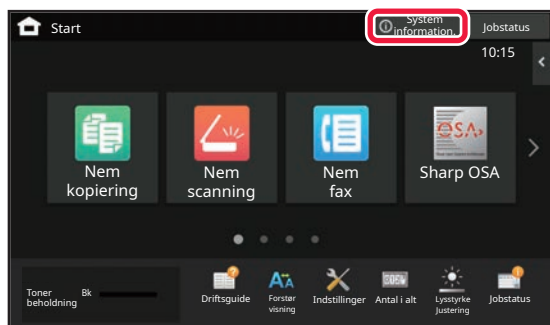 Start
System
information.
Jobstatus
10:15
OSA
Nem
kopiering
Nem
scanning
Nem
fax
Sharp OSA
Toner
beholdning
Bk
Driftsguide
Forstør
visning
Indstillinger
Antal i alt
Lysstyrke
Justering
Jobstatus